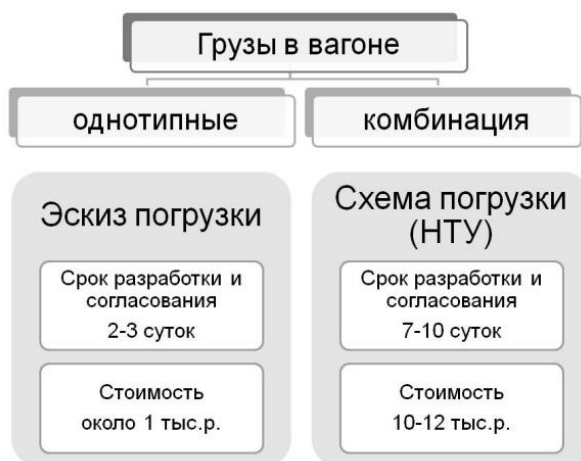 Грузы в вагоне
однотипные
комбинация
Эскиз погрузки
Срок разработки и
согласования
2-3 суток
Стоимость
около 1 тыс.р.
Схема погрузки
(НТУ)
Срок разработки и
согласования
7-10 суток
Стоимость
10-12 тыс.р.